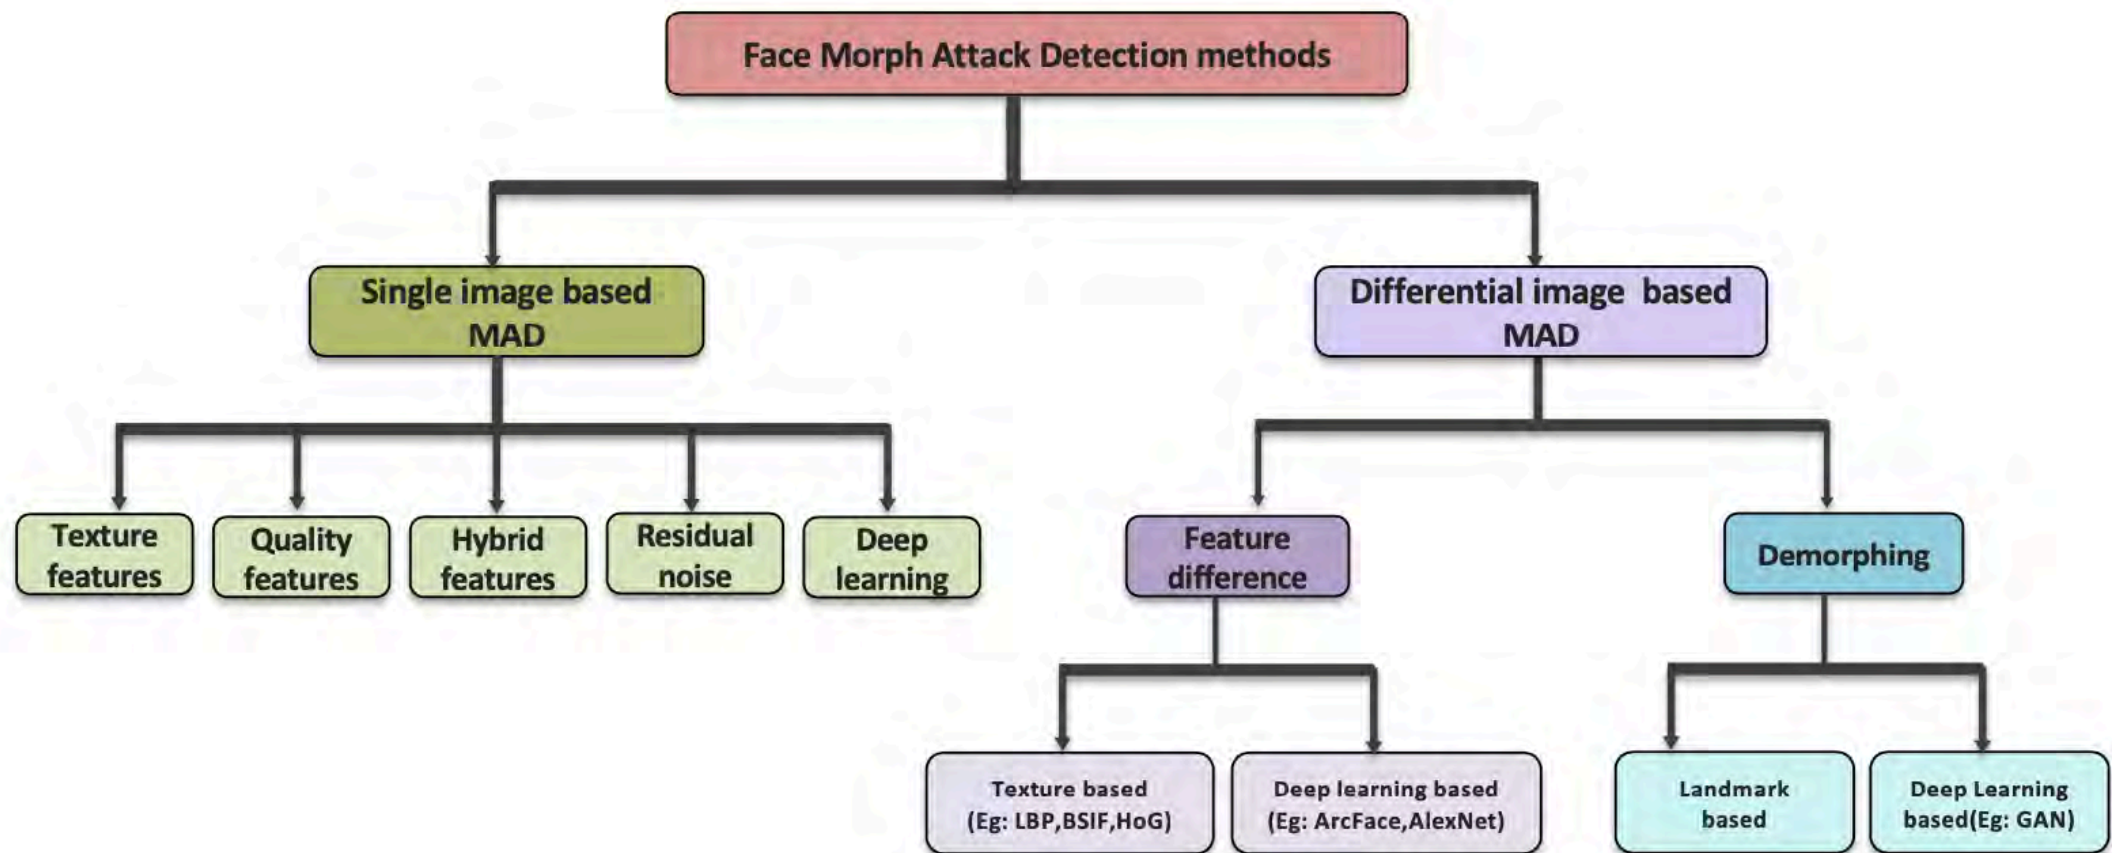 Face Morph Attack Detection methods
Single image based
MAD
Differential image based
MAD
Texture
features
Quality
features
Hybrid
features
Residual
noise
Deep
learning
Feature
difference
Demorphing
Texture based
(Eg: LBP,BSIF,HoG)
Deep learning based
(Eg: ArcFace,AlexNet)
Landmark
based
Deep Learning
based(Eg: GAN)